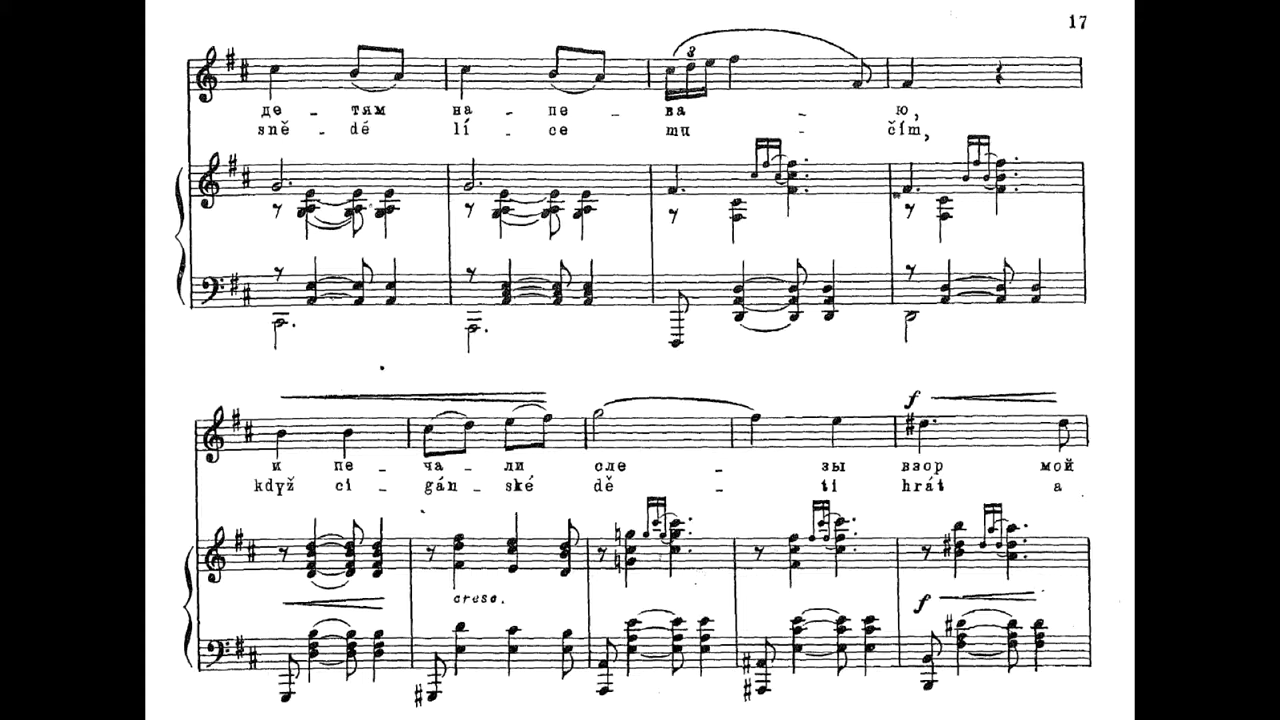 17
3
де - тям на - пе - ва - ю,
sně - dé lí - ce mu - čím,
f
и пе - ча - ли сле - зы взор мой
když ci - gán - ské dě - ti hrát a
cresc.
f